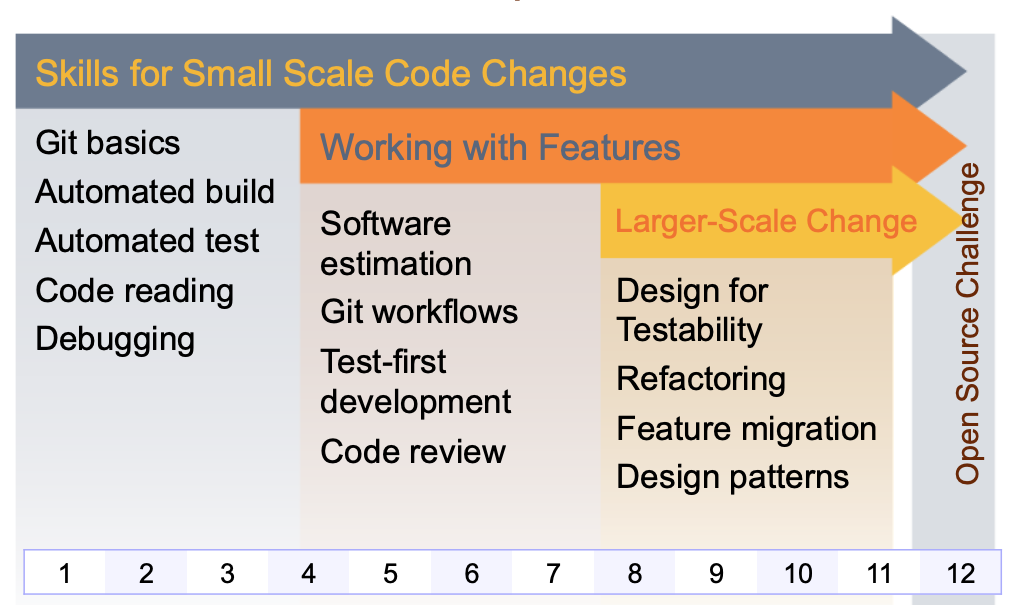 Skills for Small Scale Code Changes
Git basics
Automated build
Automated test
Code reading
Debugging
Working with Features
Software
estimation
Git workflows
Test-first
development
Code review
Larger-Scale Change
Design for
Testability
Refactoring
Feature migration
Design patterns
Open Source Challenge
1 2 3 4 5 6 7 8 9 10 11 12